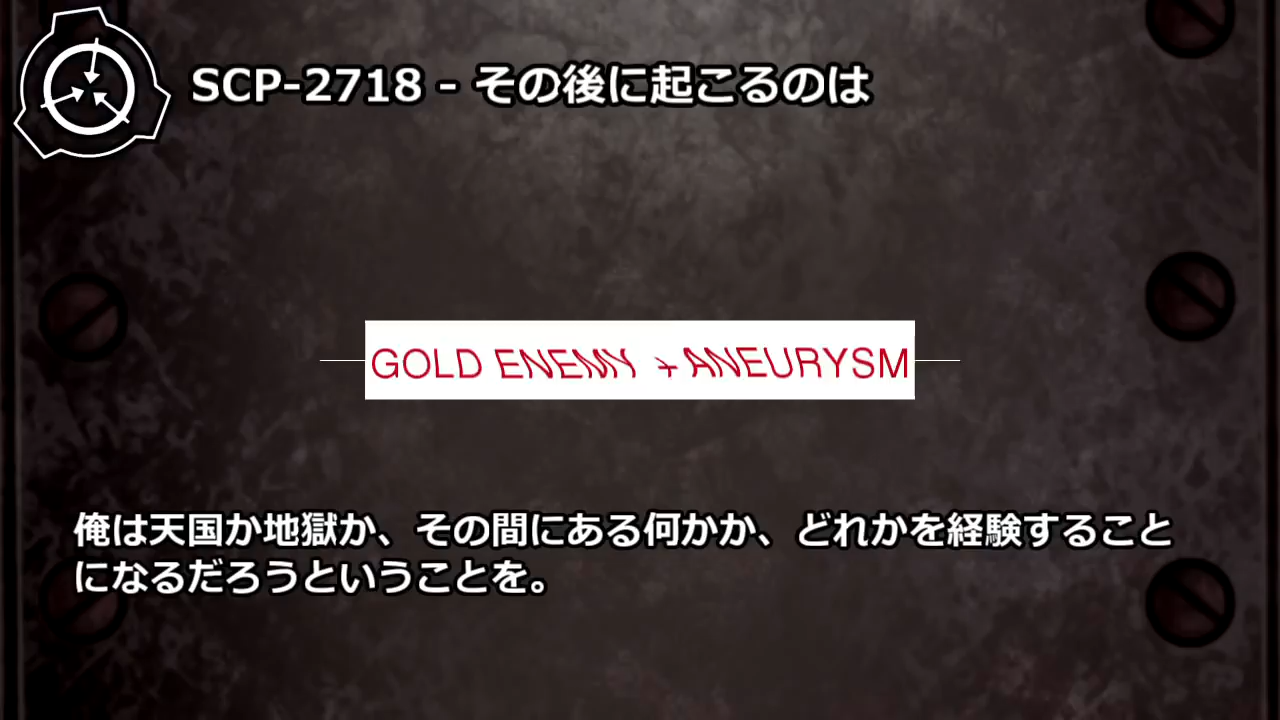 SCP-2718 - その後に起こるのは
GOLD ENEMY + ANEURYSM
俺は天国か地獄か、その間にある何かか、どれかを経験すること
になるだろうということを。